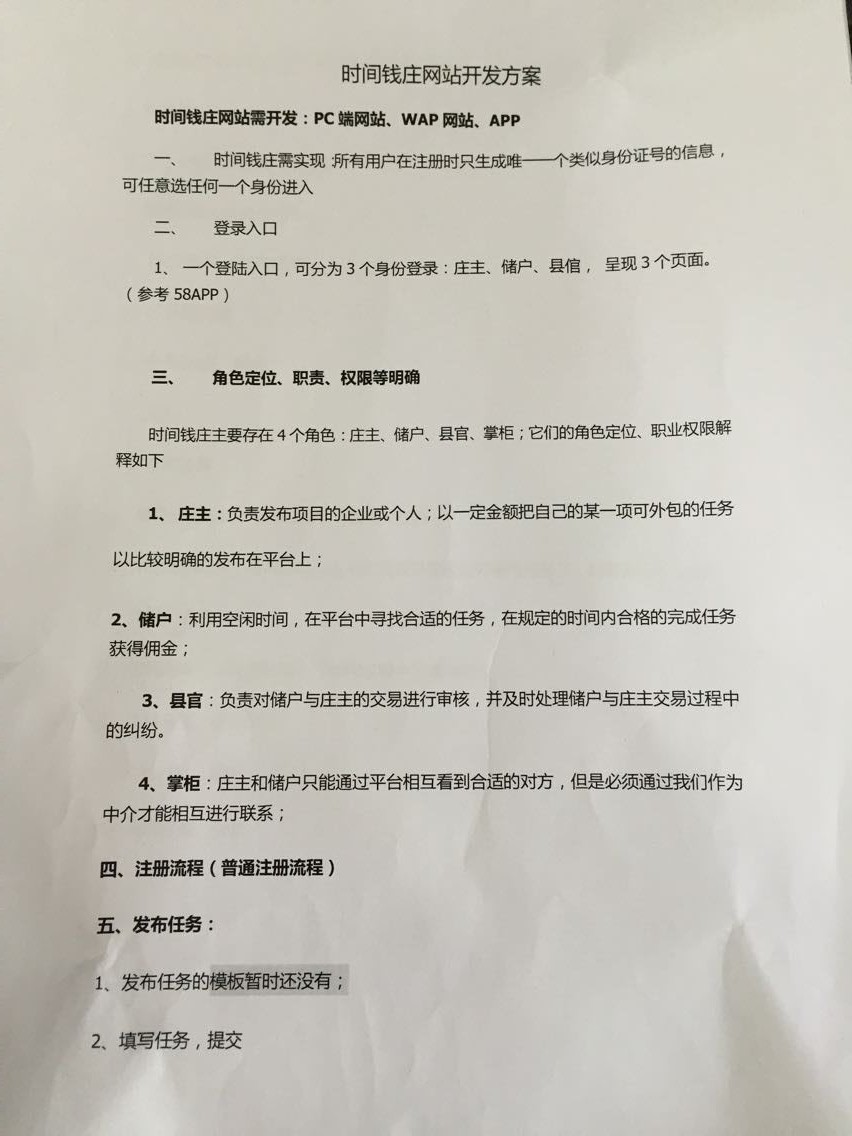 时间钱庄网站开发方案
时间钱庄网站需开发：PC 端网站、WAP 网站、APP
一、 时间钱庄需实现：所有用户在注册时只生成唯一一个类似身份证号的信息，
可任意选任何一个身份进入
二、 登录入口
1、 一个登陆入口，可分为 3 个身份登录：庄主、储户、县倌， 呈现 3 个页面。
（参考 58APP）
三、 角色定位、职责、权限等明确
时间钱庄主要存在 4 个角色：庄主、储户、县官、掌柜；它们的角色定位、职业权限解
释如下
1、 庄主：负责发布项目的企业或个人；以一定金额把自己的某一项可外包的任务
以比较明确的发布在平台上；
2、储户：利用空闲时间，在平台中寻找合适的任务，在规定的时间内合格的完成任务
获得佣金；
3、县官：负责对储户与庄主的交易进行审核，并及时处理储户与庄主交易过程中
的纠纷。
4、掌柜：庄主和储户只能通过平台相互看到合适的对方，但是必须通过我们作为
中介才能相互进行联系；
四、注册流程（普通注册流程）
五、发布任务：
1、发布任务的模板暂时还没有；
2、填写任务，提交